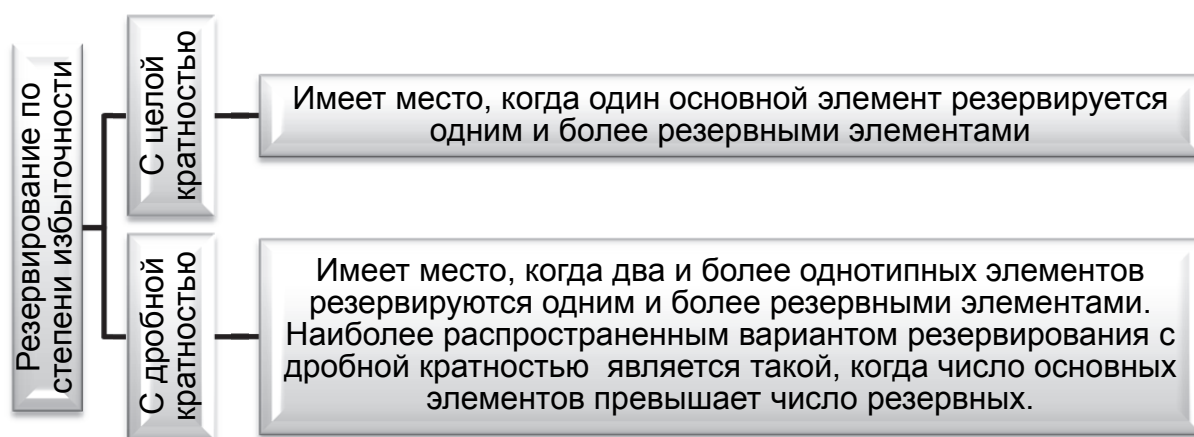 Резервирование по
степени избыточности
С целой
кратностью
Имеет место, когда один основной элемент резервируется
одним и более резервными элементами
С дробной
кратностью
Имеет место, когда два и более однотипных элементов
резервируются одним и более резервными элементами.
Наиболее распространенным вариантом резервирования с
дробной кратностью является такой, когда число основных
элементов превышает число резервных.